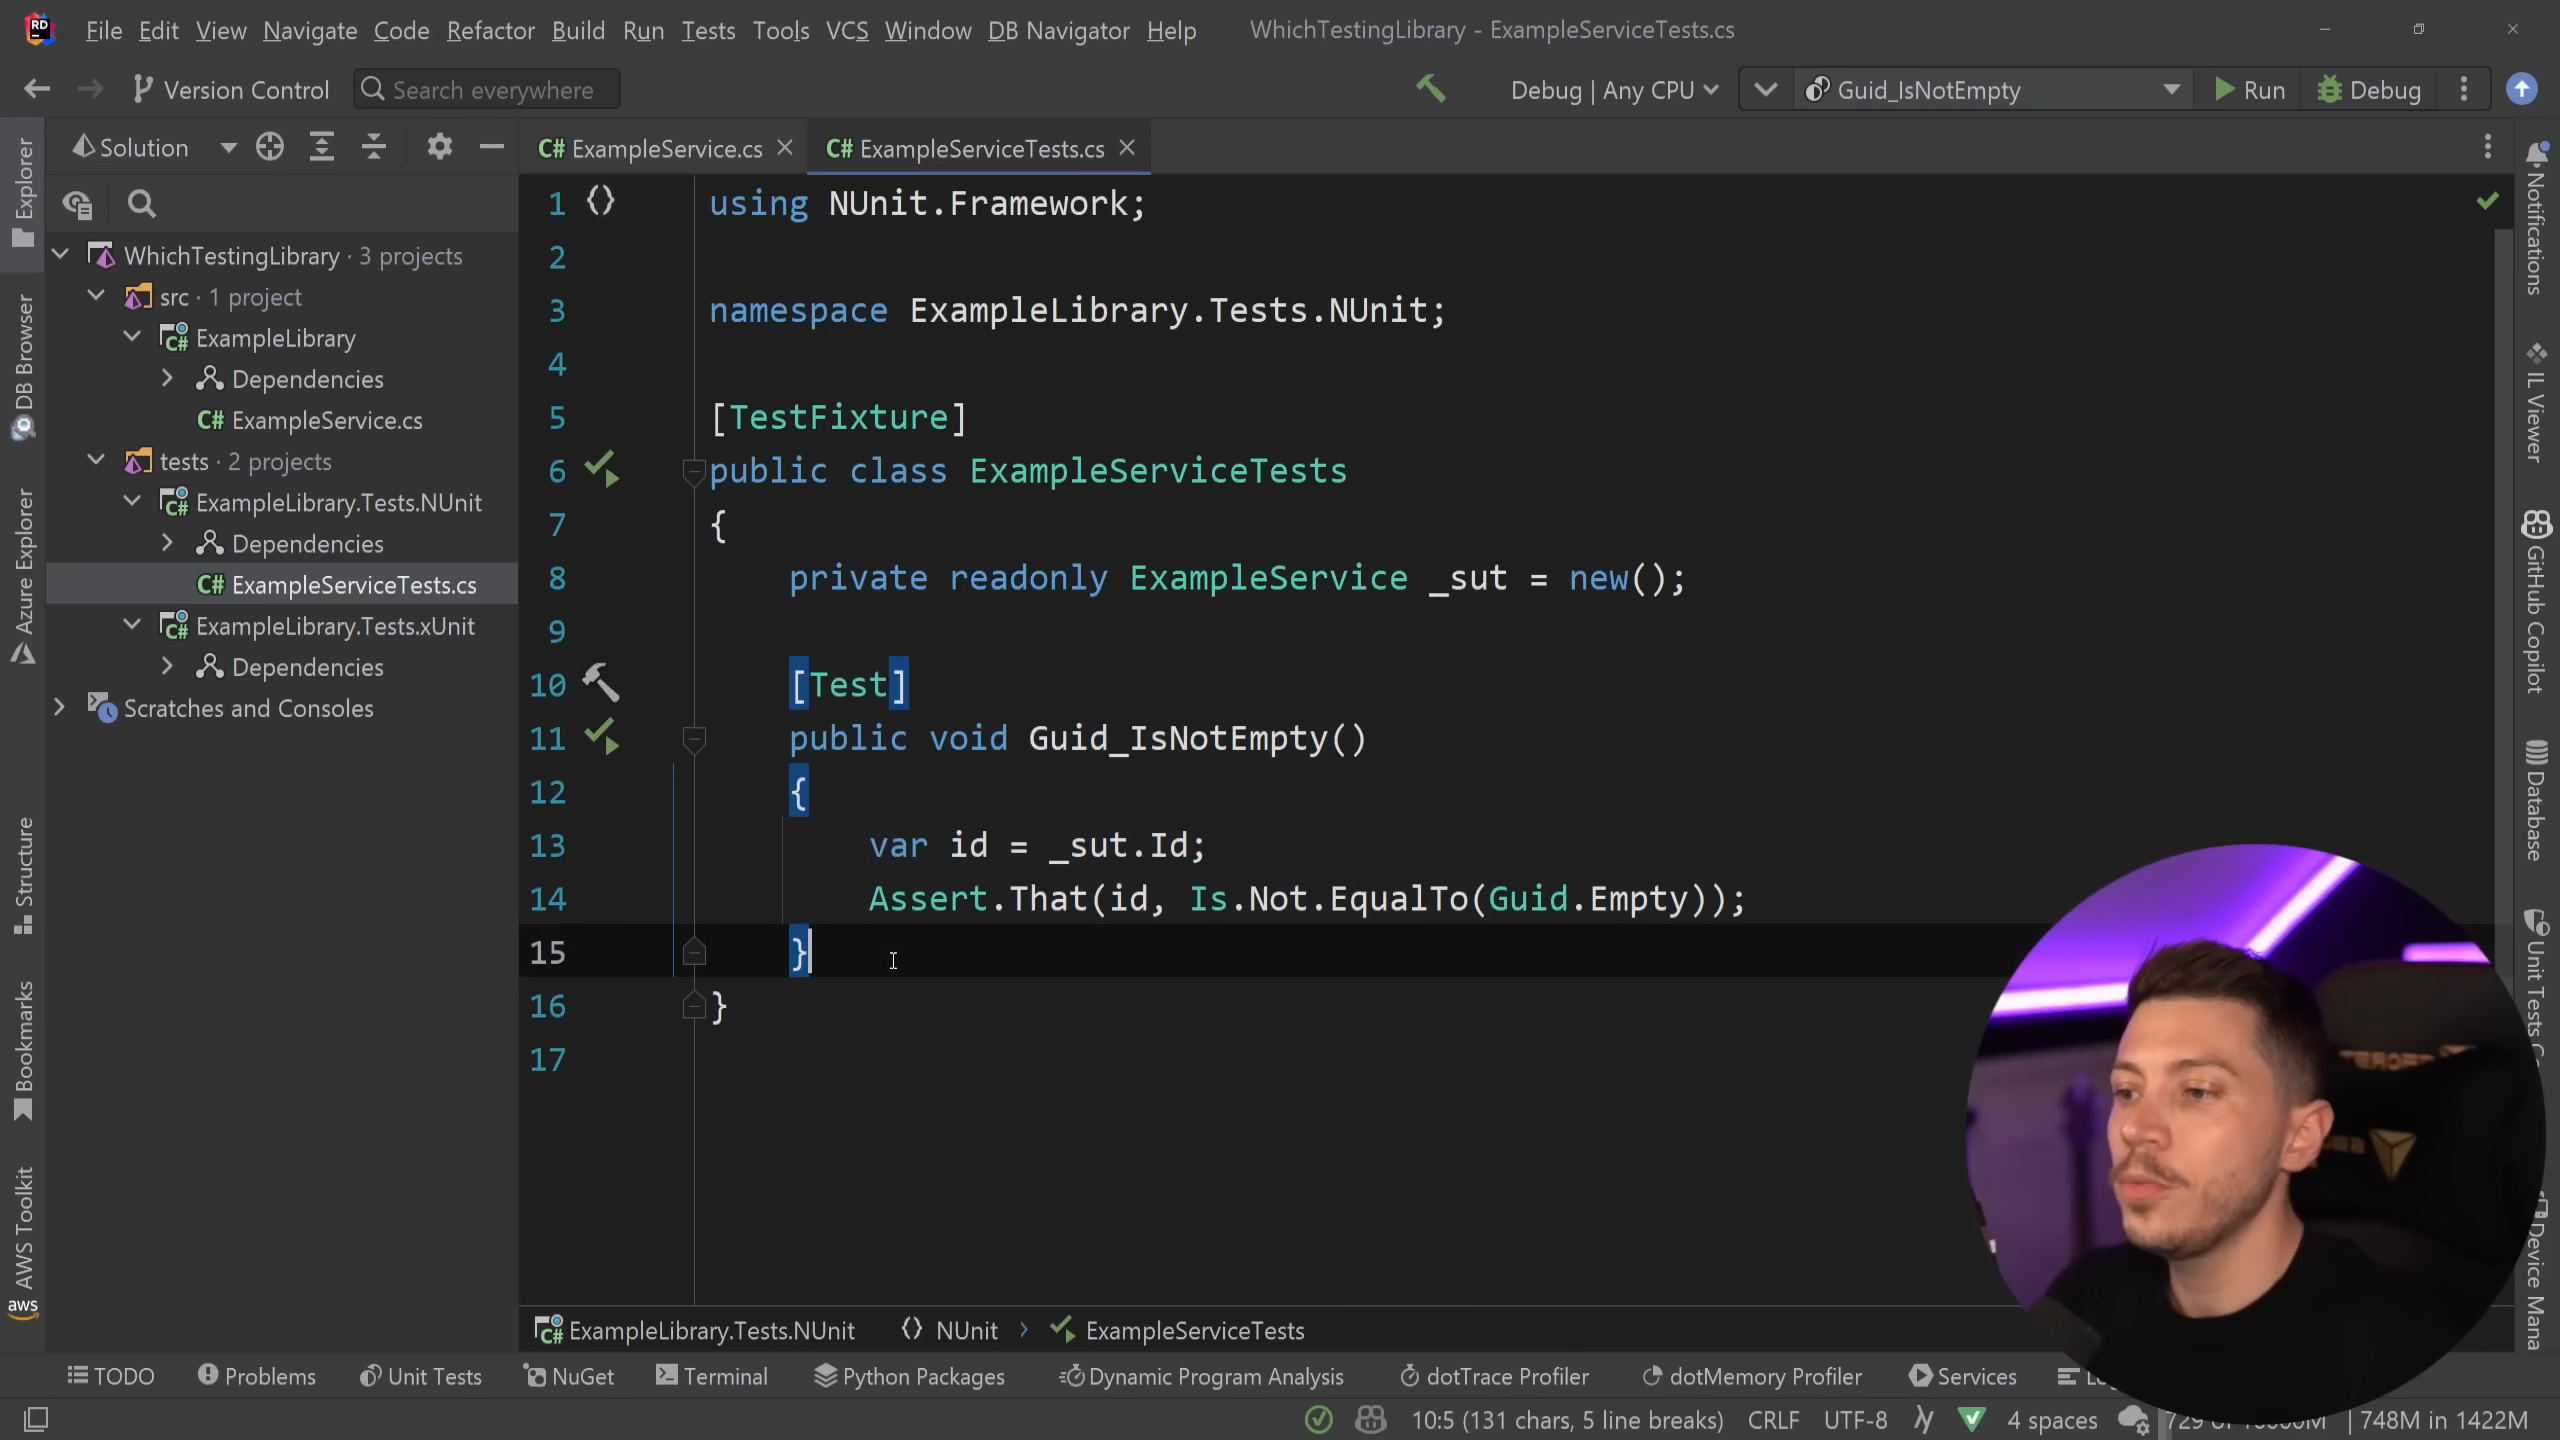 RD File Edit View Navigate Code Refactor Build Run Tests Tools VCS Window DB Navigator Help WhichTestingLibrary - ExampleServiceTests.cs
Version Control Search everywhere Debug | Any CPU Guid_IsNotEmpty Run Debug
Solution C# ExampleService.cs C# ExampleServiceTests.cs
WhichTestingLibrary · 3 projects
src · 1 project
C# ExampleLibrary
Dependencies
C# ExampleService.cs
tests · 2 projects
C# ExampleLibrary.Tests.NUnit
Dependencies
C# ExampleServiceTests.cs
C# ExampleLibrary.Tests.xUnit
Dependencies
Scratches and Consoles
Explorer
DB Browser
Azure Explorer
Structure
Bookmarks
AWS Toolkit
aws
1 using NUnit.Framework;
2
3 namespace ExampleLibrary.Tests.NUnit;
4
5 [TestFixture]
6 public class ExampleServiceTests
7 {
8 private readonly ExampleService _sut = new();
9
10 [Test]
11 public void Guid_IsNotEmpty()
12 {
13 var id = _sut.Id;
14 Assert.That(id, Is.Not.EqualTo(Guid.Empty));
15 }
16 }
17
Notifications
IL Viewer
GitHub Copilot
Database
Unit Tests
Device Mana
C# ExampleLibrary.Tests.NUnit NUnit ExampleServiceTests
TODO Problems Unit Tests NuGet Terminal Python Packages Dynamic Program Analysis dotTrace Profiler dotMemory Profiler Services
10:5 (131 chars, 5 line breaks) CRLF UTF-8 4 spaces 748M in 1422M